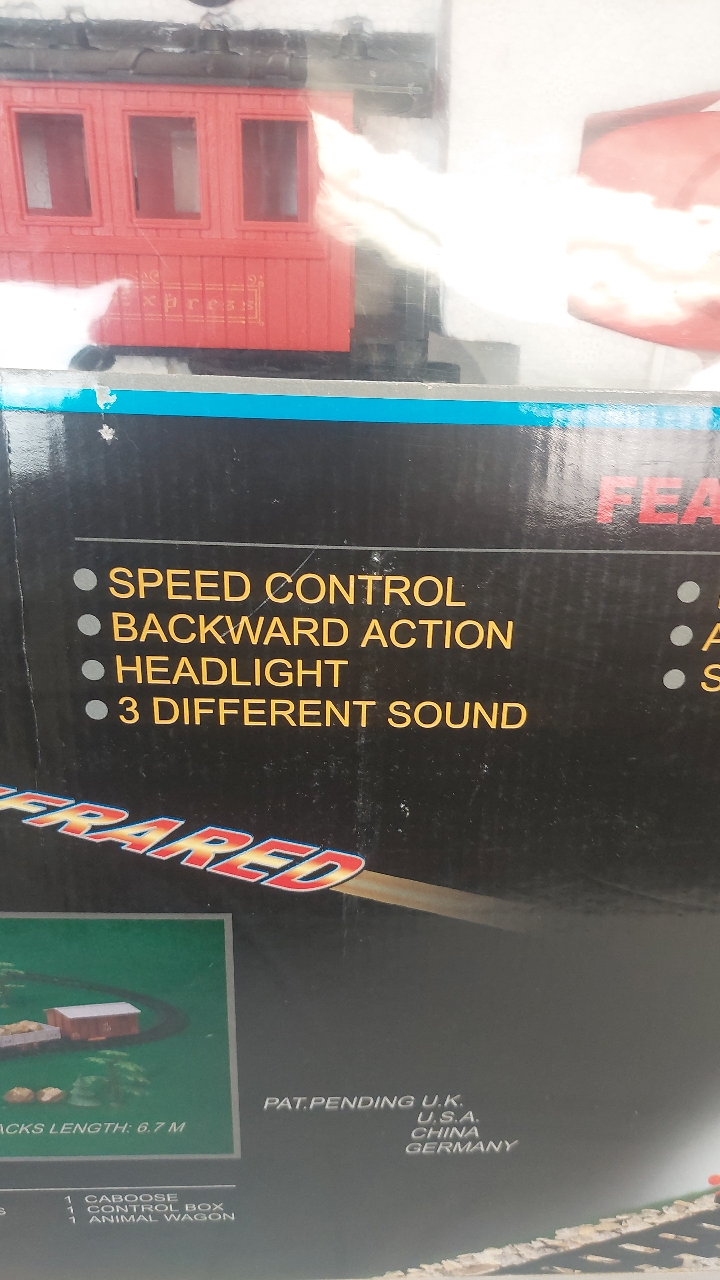 Express
FEA
SPEED CONTROL
BACKWARD ACTION
HEADLIGHT
3 DIFFERENT SOUND
A
S
FRARED
ACKS LENGTH: 6.7 M
PAT.PENDING U.K.
U.S.A.
CHINA
GERMANY
S
1 CABOOSE
1 CONTROL BOX
1 ANIMAL WAGON